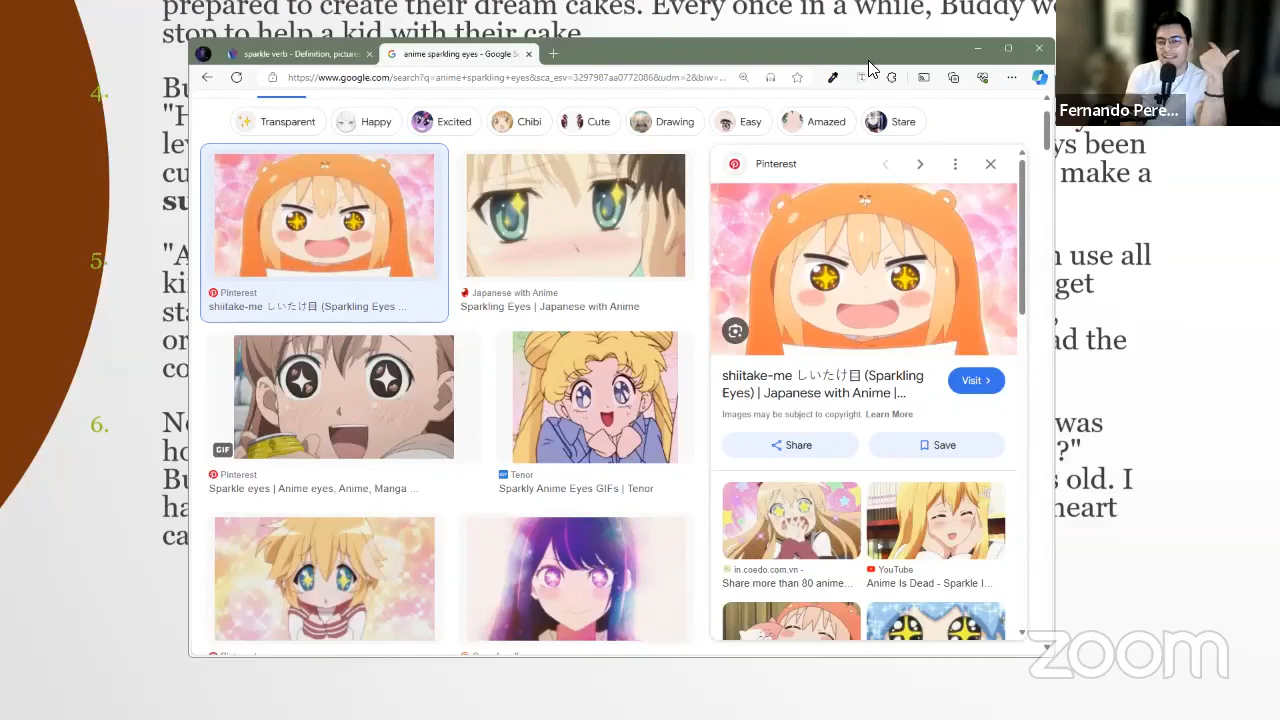 prepared to create their dream cakes. Every once in a while, Buddy wo
stop to help a kid with their cake.
sparkle verb - Definition, picture
anime sparkling eyes - Google S
https://www.google.com/search?q=anime+sparkling+eyes&sca_esv=3297987aa0772086&udm=2&biw=...
Fernando Pere...
Transparent
Happy
Excited
Chibi
Cute
Drawing
Easy
Amazed
Stare
4.
Bu
"H
lev
ys been
cu
make a
su
Pinterest
Pinterest
shiitake-me しいたけ目 (Sparkling Eyes ...
Japanese with Anime
Sparkling Eyes | Japanese with Anime
5.
"A
n use all
kin
get
sta
or
ad the
co
shiitake-me しいたけ目 (Sparkling
Eyes) | Japanese with Anime |...
Visit
Images may be subject to copyright. Learn More
Share
Save
GIF
Pinterest
Sparkle eyes | Anime eyes, Anime, Manga ...
Tenor
Sparkly Anime Eyes GIFs | Tenor
6.
No
was
ho
?"
Bu
s old. I
ha
heart
ca
in.coedo.com.vn -
Share more than 80 anime...
YouTube
Anime Is Dead - Sparkle I...
zoom